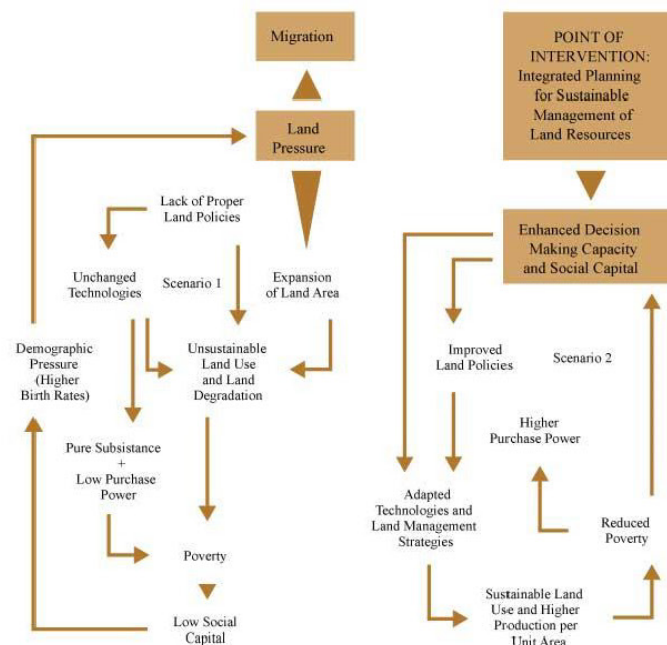 Migration
Land
Pressure
Lack of Proper
Land Policies
Unchanged
Technologies
Scenario 1
Expansion
of Land Area
Demographic
Pressure
(Higher
Birth Rates)
Unsustainable
Land Use
and Land
Degradation
Pure Subsistance
+
Low Purchase
Power
Poverty
Low Social
Capital
POINT OF
INTERVENTION:
Integrated Planning
for Sustainable
Management of
Land Resources
Enhanced Decision
Making Capacity
and Social Capital
Improved
Land Policies
Scenario 2
Higher
Purchase Power
Adapted
Technologies and
Land Management
Strategies
Reduced
Poverty
Sustainable Land
Use and Higher
Production per
Unit Area